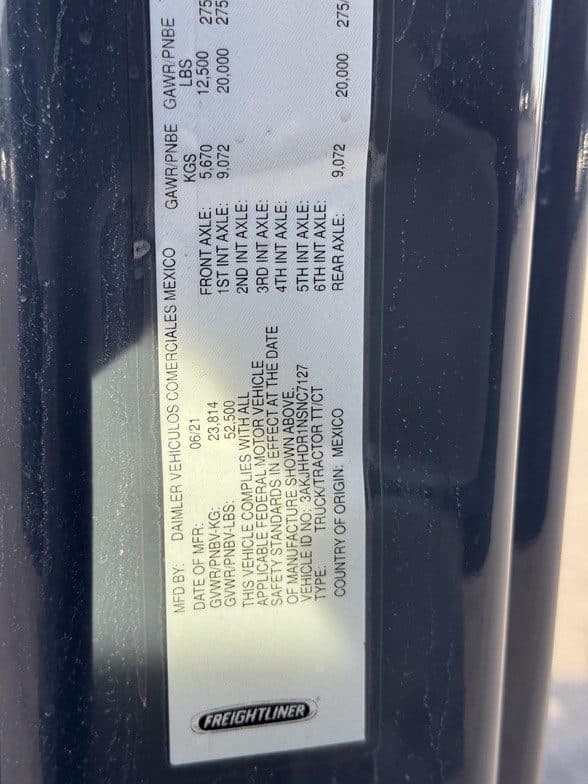 FREIGHTLINER
MFD BY: DAIMLER VEHICULOS COMERCIALES MEXICO
DATE OF MFR: 06/21
GVWR/PNBV-KG: 23,814
GVWR/PNBV-LBS: 52,500
THIS VEHICLE COMPLIES WITH ALL
APPLICABLE FEDERAL MOTOR VEHICLE
SAFETY STANDARDS IN EFFECT AT THE DATE
OF MANUFACTURE SHOWN ABOVE.
VEHICLE ID NO: 3AKJHHDR1NSNC7127
TYPE: TRUCK/TRACTOR TT/CT
COUNTRY OF ORIGIN: MEXICO
GAWR/PNBE GAWR/PNBE
KGS LBS
FRONT AXLE: 5,670 12,500 275
1ST INT AXLE: 9,072 20,000 275
2ND INT AXLE:
3RD INT AXLE:
4TH INT AXLE:
5TH INT AXLE:
6TH INT AXLE:
REAR AXLE: 9,072 20,000 275/